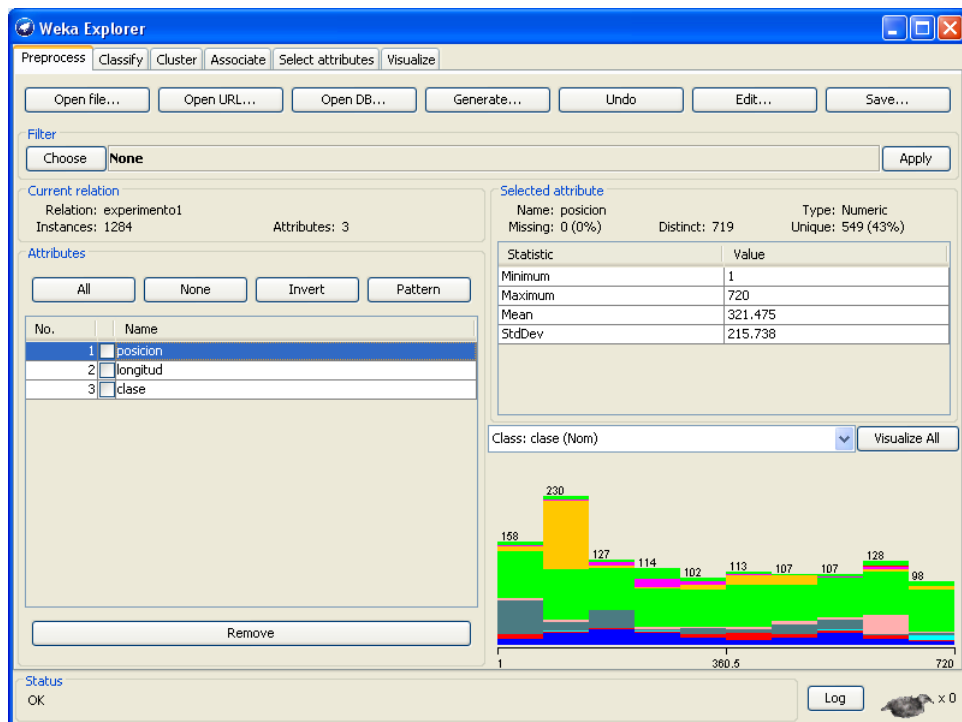 Weka Explorer
Preprocess Classify Cluster Associate Select attributes Visualize
Open file... Open URL... Open DB... Generate... Undo Edit... Save...
Filter
Choose None Apply
Current relation
Relation: experimento1
Instances: 1284 Attributes: 3
Attributes
All None Invert Pattern
No. Name
1 posicion
2 longitud
3 clase
Remove
Selected attribute
Name: posicion Type: Numeric
Missing: 0 (0%) Distinct: 719 Unique: 549 (43%)
Statistic Value
Minimum 1
Maximum 720
Mean 321.475
StdDev 215.738
Class: clase (Nom) Visualize All
158 230 127 114 102 113 107 107 128 98
1 360.5 720
Status
OK Log x 0